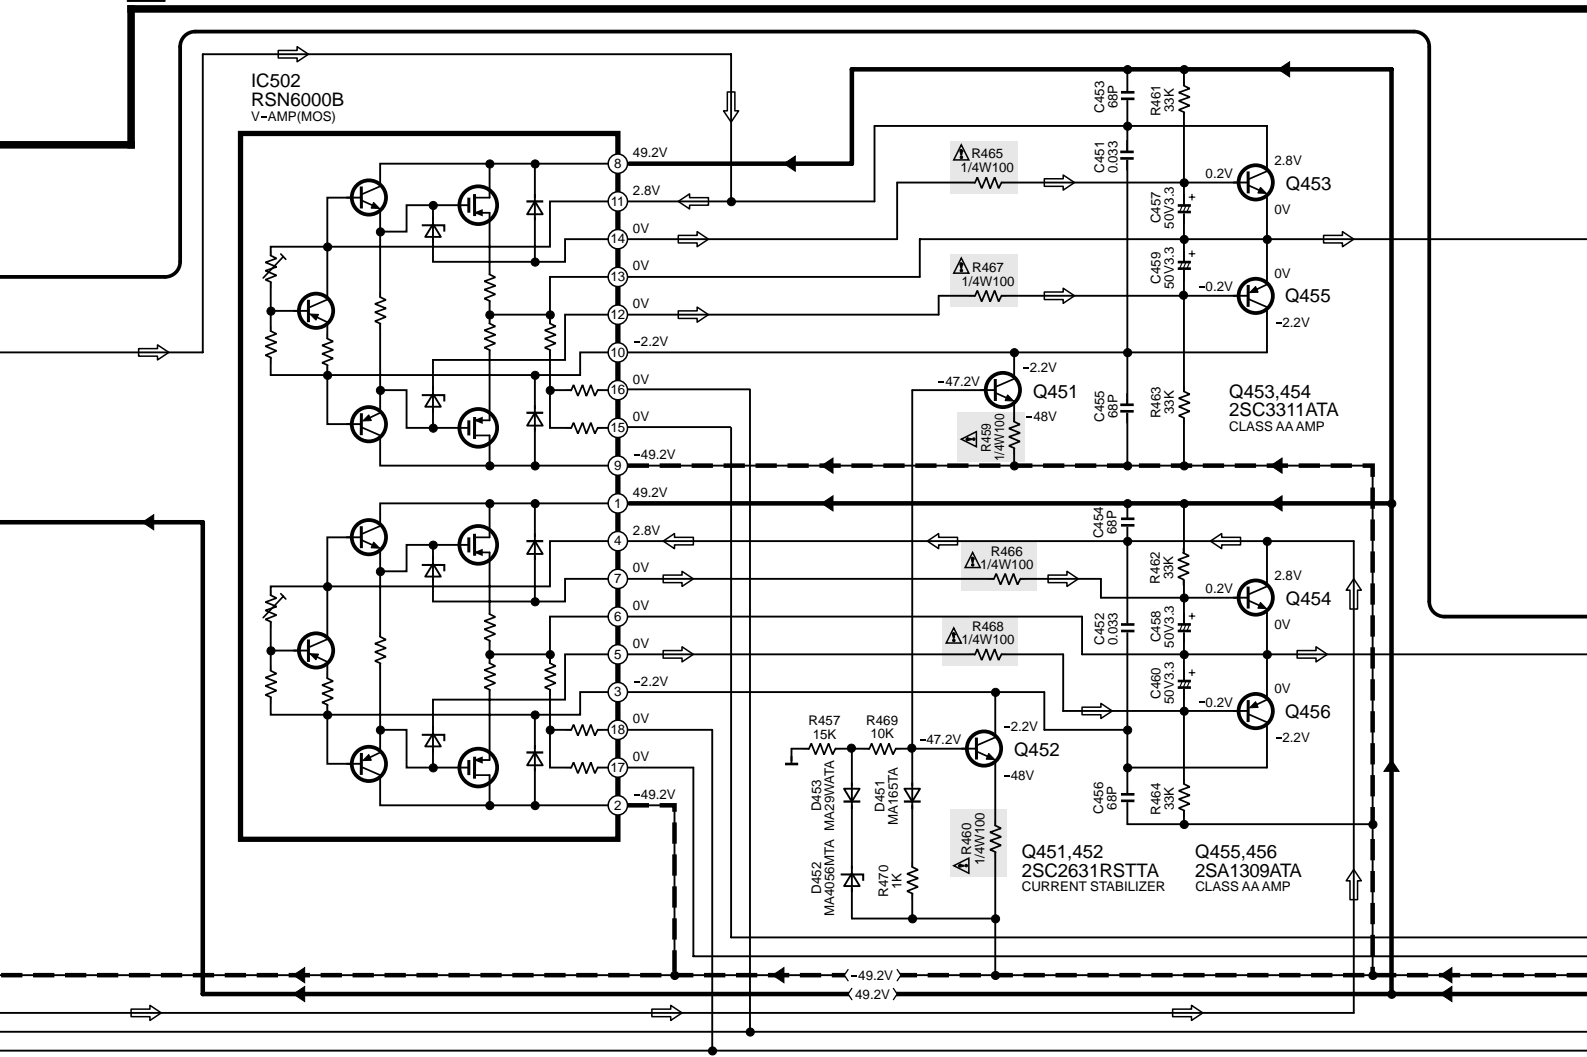 IC502
RSN6000B
V-AMP(MOS)
8
49.2V
11
2.8V
14
0V
13
0V
12
0V
10
-2.2V
16
0V
15
0V
9
-49.2V
1
49.2V
4
2.8V
7
0V
6
0V
5
0V
3
-2.2V
18
0V
17
0V
2
-49.2V
R465
1/4W100
R467
1/4W100
C453
68P
R461
33K
C451
0.033
C457
50V3.3
+
C459
50V3.3
+
0.2V
2.8V
Q453
0V
0V
-0.2V
Q455
-2.2V
-47.2V
-2.2V
Q451
-48V
R459
1/4W100
C455
68P
R463
33K
Q453,454
2SC3311ATA
CLASS AA AMP
R466
1/4W100
R468
1/4W100
C454
68P
R462
33K
C452
0.033
C458
50V3.3
+
C460
50V3.3
+
0.2V
2.8V
Q454
0V
0V
-0.2V
Q456
-2.2V
R457
15K
R469
10K
-47.2V
-2.2V
Q452
-48V
D453
MA29WATA
D451
MA165TA
D452
MA4056MTA
R470
1K
R460
1/4W100
C456
68P
R464
33K
Q451,452
2SC2631RSTTA
CURRENT STABILIZER
Q455,456
2SA1309ATA
CLASS AA AMP
-49.2V
49.2V